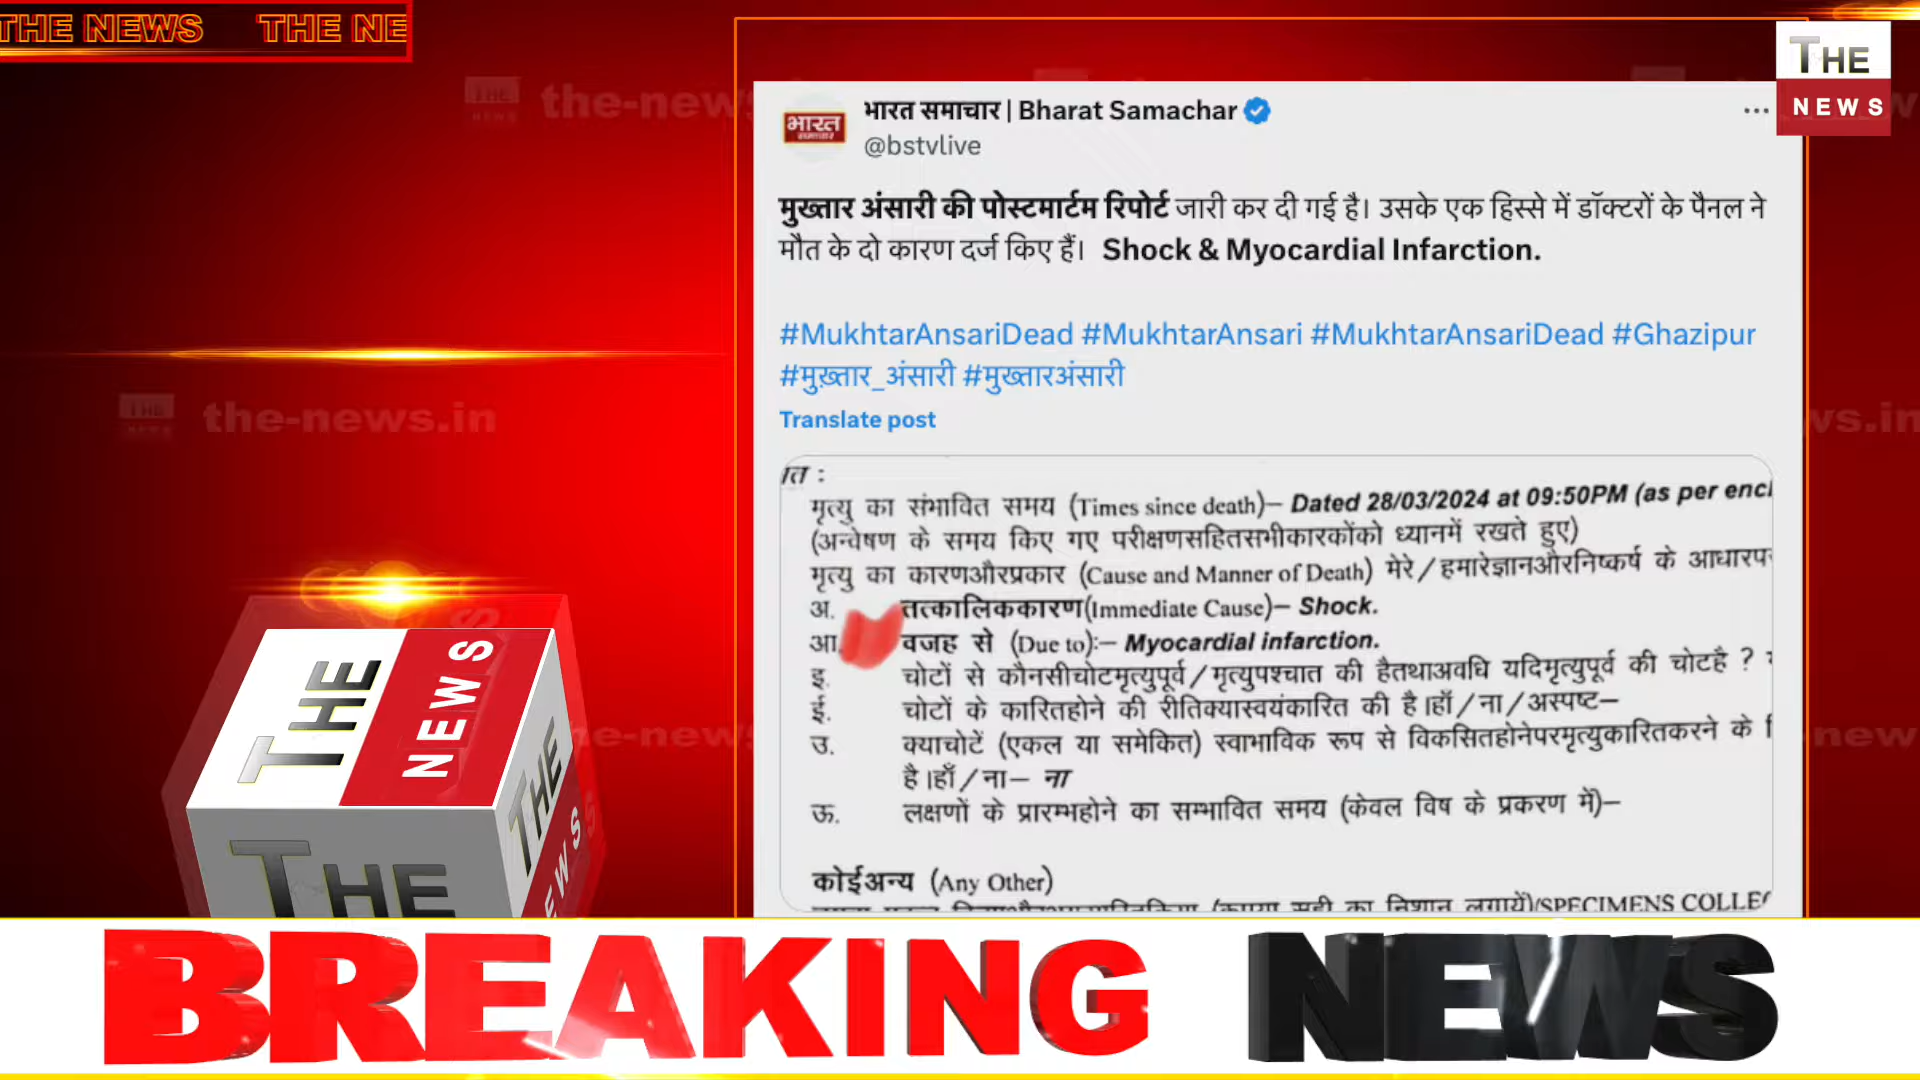 THE NEWS THE NE
THE
NEWS
the-news
भारत समाचार | Bharat Samachar
भारत
समाचार
@bstvlive
मुख्तार अंसारी की पोस्टमार्टम रिपोर्ट जारी कर दी गई है। उसके एक हिस्से में डॉक्टरों के पैनल ने
मौत के दो कारण दर्ज किए हैं। Shock & Myocardial Infarction.
#MukhtarAnsariDead #MukhtarAnsari #MukhtarAnsariDead #Ghazipur
#मुख़्तार_अंसारी #मुख्तारअंसारी
Translate post
the-news.in
ws.in
मृत्यु का संभावित समय (Times since death)– Dated 28/03/2024 at 09:50PM (as per
(अन्वेषण के समय किए गए परीक्षणसहितसभीकारकोंको ध्यानमें रखते हुए)
मृत्यु का कारणऔरप्रकार (Cause and Manner of Death) मेरे/हमारेज्ञानऔरनिष्कर्ष के
अ. तत्कालिककारण(Immediate Cause)– Shock.
आ. वजह से (Due to):– Myocardial infarction.
इ. चोटों से कौनसीचोटमृत्युपूर्व/मृत्युपश्चात की हैतथाअवधि यदिमृत्युपूर्व की चोटहै ?
ई. चोटों के कारितहोने की रीतिक्यास्वयंकारित की है।हॉ/ना/अस्पष्ट–
उ. क्याचोटें (एकल या समेकित) स्वाभाविक रूप से विकसितहोनेपरमृत्युकारितकरने के
है।हाँ/ना– ना
ऊ. लक्षणों के प्रारम्भहोने का सम्भावित समय (केवल विष के प्रकरण में)–
कोईअन्य (Any Other)
THE NEWS
THE
THE NEWS
BREAKING NEWS